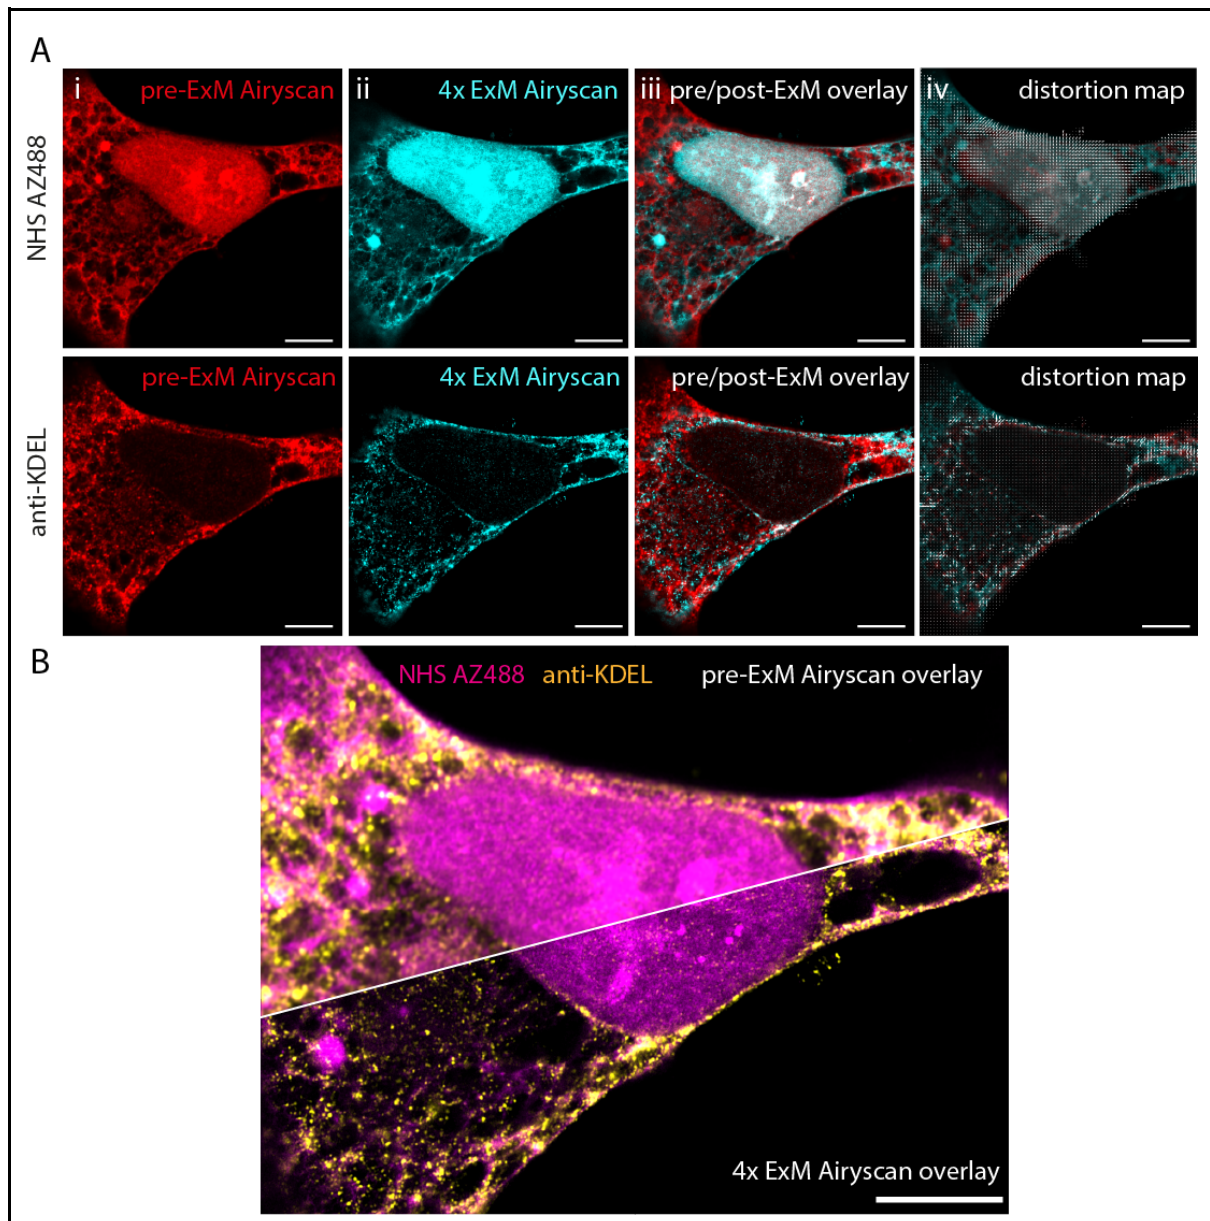 A
i pre-ExM Airyscan
ii 4x ExM Airyscan
iii pre/post-ExM overlay
iv distortion map
NHS AZ488
pre-ExM Airyscan
4x ExM Airyscan
pre/post-ExM overlay
distortion map
anti-KDEL
B
NHS AZ488 anti-KDEL pre-ExM Airyscan overlay
4x ExM Airyscan overlay